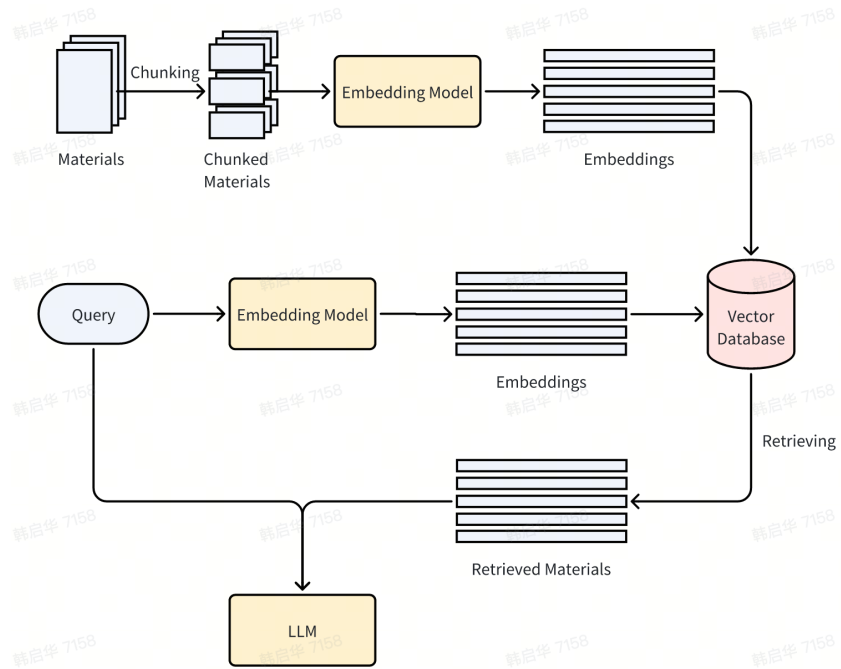 Chunking
Embedding Model
Materials
Chunked
Materials
Embeddings
Query
Embedding Model
Vector
Database
Embeddings
Retrieving
Retrieved Materials
LLM
韩启华 7158